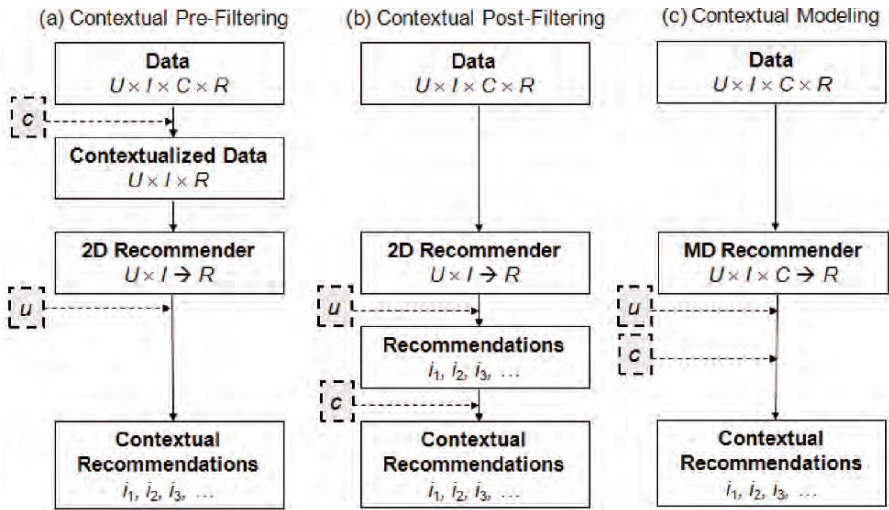 (a) Contextual Pre-Filtering
Data
U × I × C × R
c
Contextualized Data
U × I × R
2D Recommender
U × I → R
u
Contextual
Recommendations
i1, i2, i3, …
(b) Contextual Post-Filtering
Data
U × I × C × R
2D Recommender
U × I → R
u
Recommendations
i1, i2, i3, …
c
Contextual
Recommendations
i1, i2, i3, …
(c) Contextual Modeling
Data
U × I × C × R
MD Recommender
U × I × C → R
u
c
Contextual
Recommendations
i1, i2, i3, …